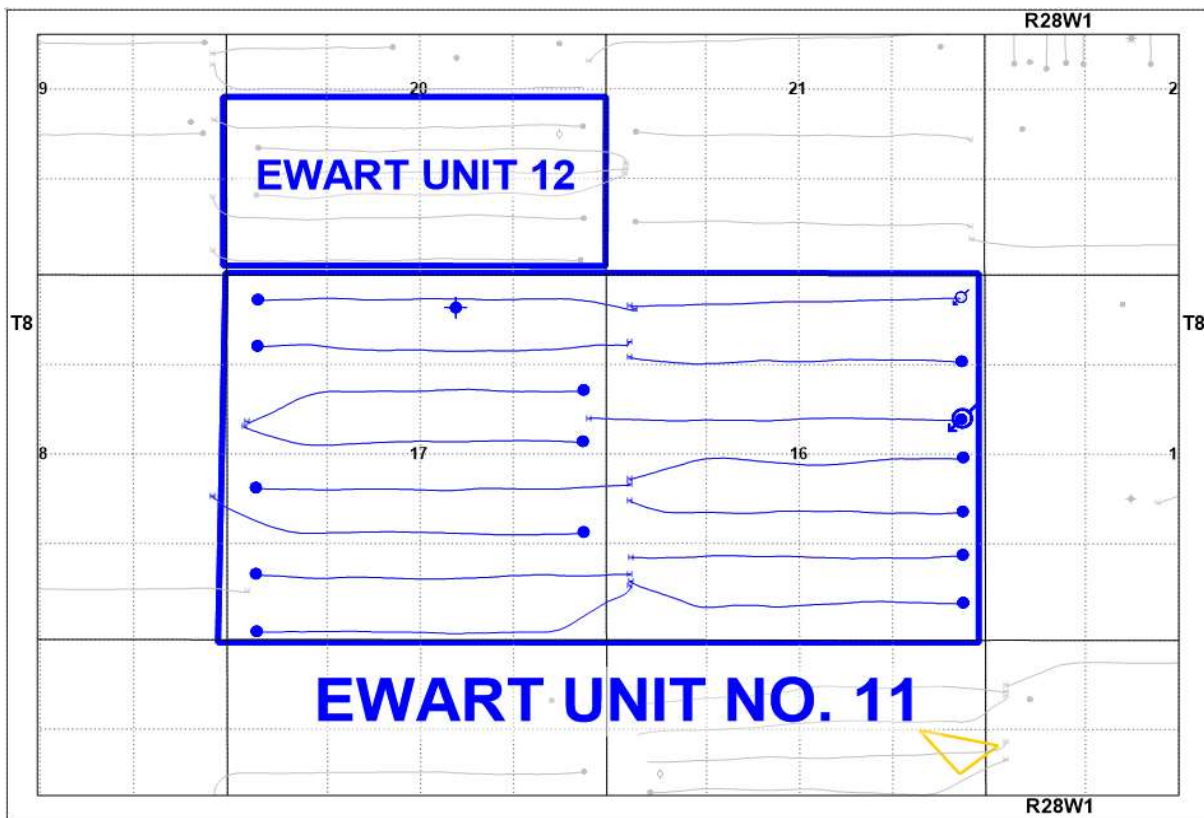 R28W1
9 20 21 2
EWART UNIT 12
T8 T8
8 17 16 1
EWART UNIT NO. 11
R28W1